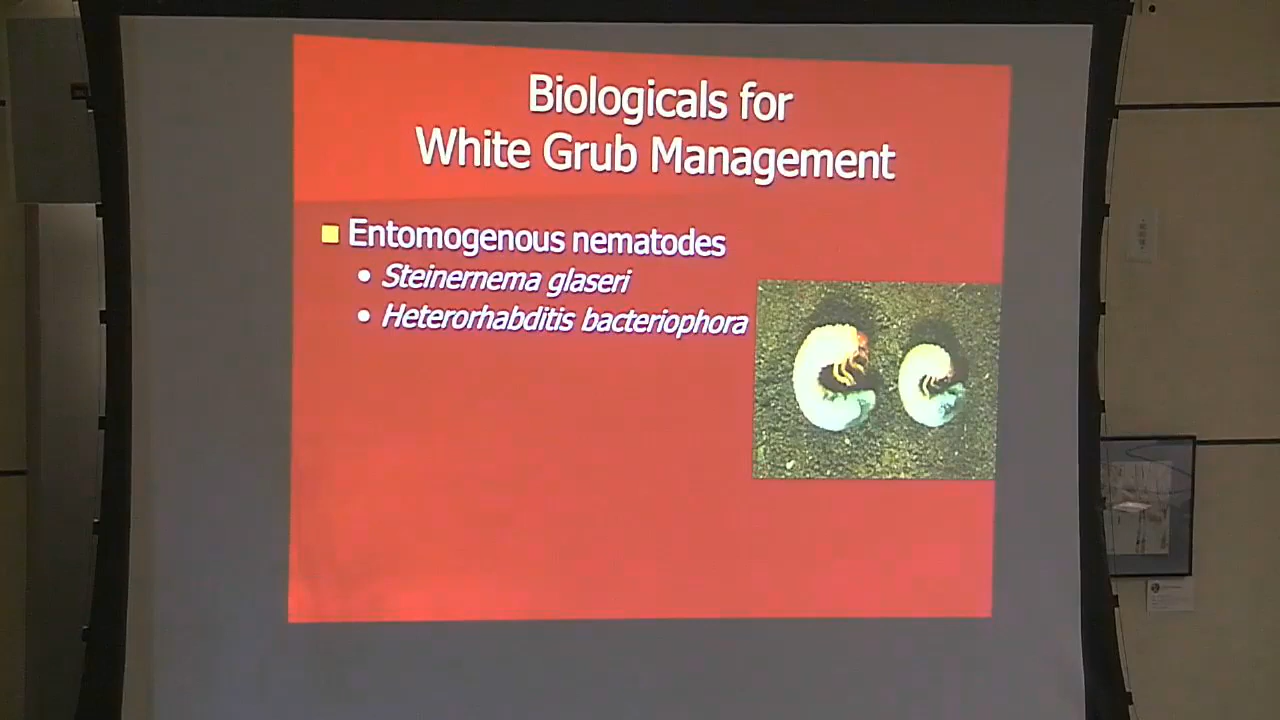 Biologicals for
White Grub Management
Entomogenous nematodes
• Steinernema glaseri
• Heterorhabditis bacteriophora